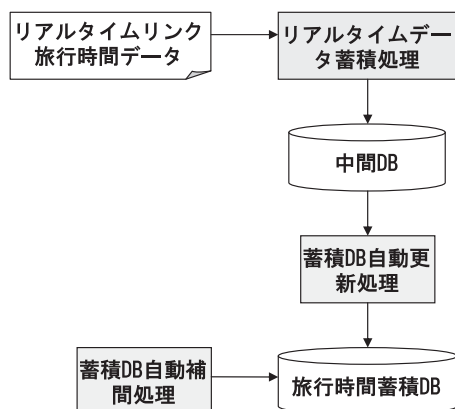 リアルタイムリンク
旅行時間データ
リアルタイムデー
タ蓄積処理
中間DB
蓄積DB自動更
新処理
蓄積DB自動補
間処理
旅行時間蓄積DB